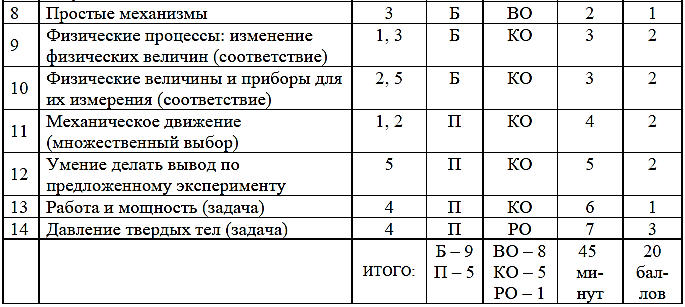 8 Простые механизмы 3 Б ВО 2 1
9 Физические процессы: изменение физических величин (соответствие) 1, 3 Б КО 3 2
10 Физические величины и приборы для их измерения (соответствие) 2, 5 Б КО 3 2
11 Механическое движение (множественный выбор) 1, 2 П КО 4 2
12 Умение делать вывод по предложенному эксперименту 5 П КО 5 2
13 Работа и мощность (задача) 4 П КО 6 1
14 Давление твердых тел (задача) 4 П РО 7 3
ИТОГО: Б – 9 ВО – 8 45 20
П – 5 КО – 5 ми- бал-
РО – 1 нут лов